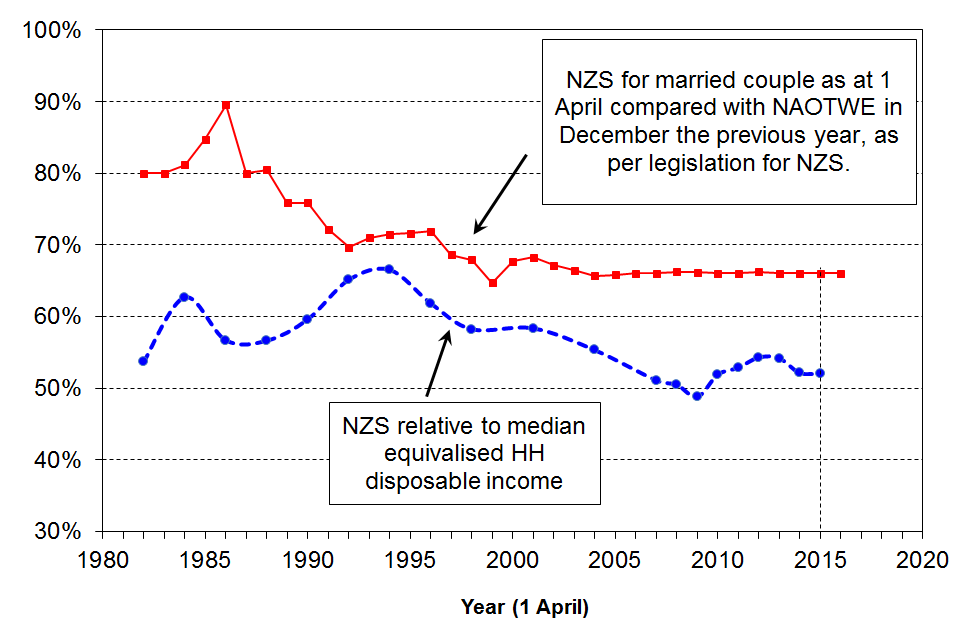 100%
90%
80%
70%
60%
50%
40%
30%
NZS for married couple as at 1
April compared with NAOTWE in
December the previous year, as
per legislation for NZS.
NZS relative to median
equivalised HH
disposable income
1980 1985 1990 1995 2000 2005 2010 2015 2020
Year (1 April)